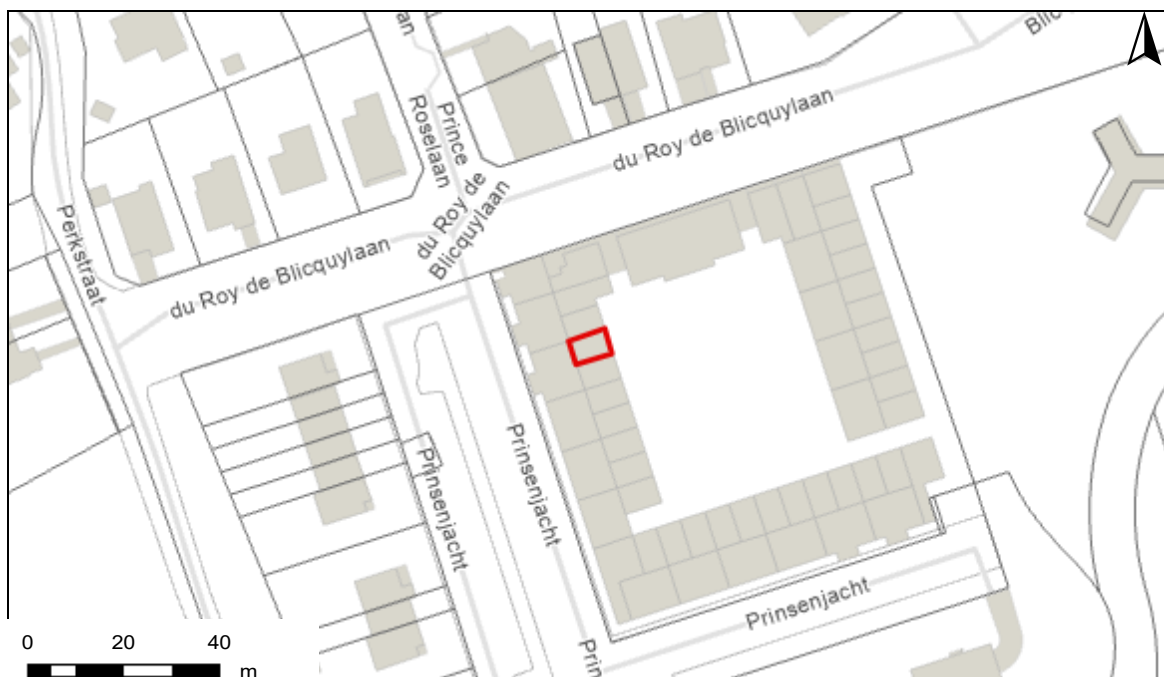 Blic
aan
Prince
Roselaan
du Roy de Blicquylaan
du Roy de
Blicquylaan
Perkstraat
du Roy de Blicquylaan
Prinsenjacht
Prinsenjacht
Prinsenjacht
Prin
0 20 40
m